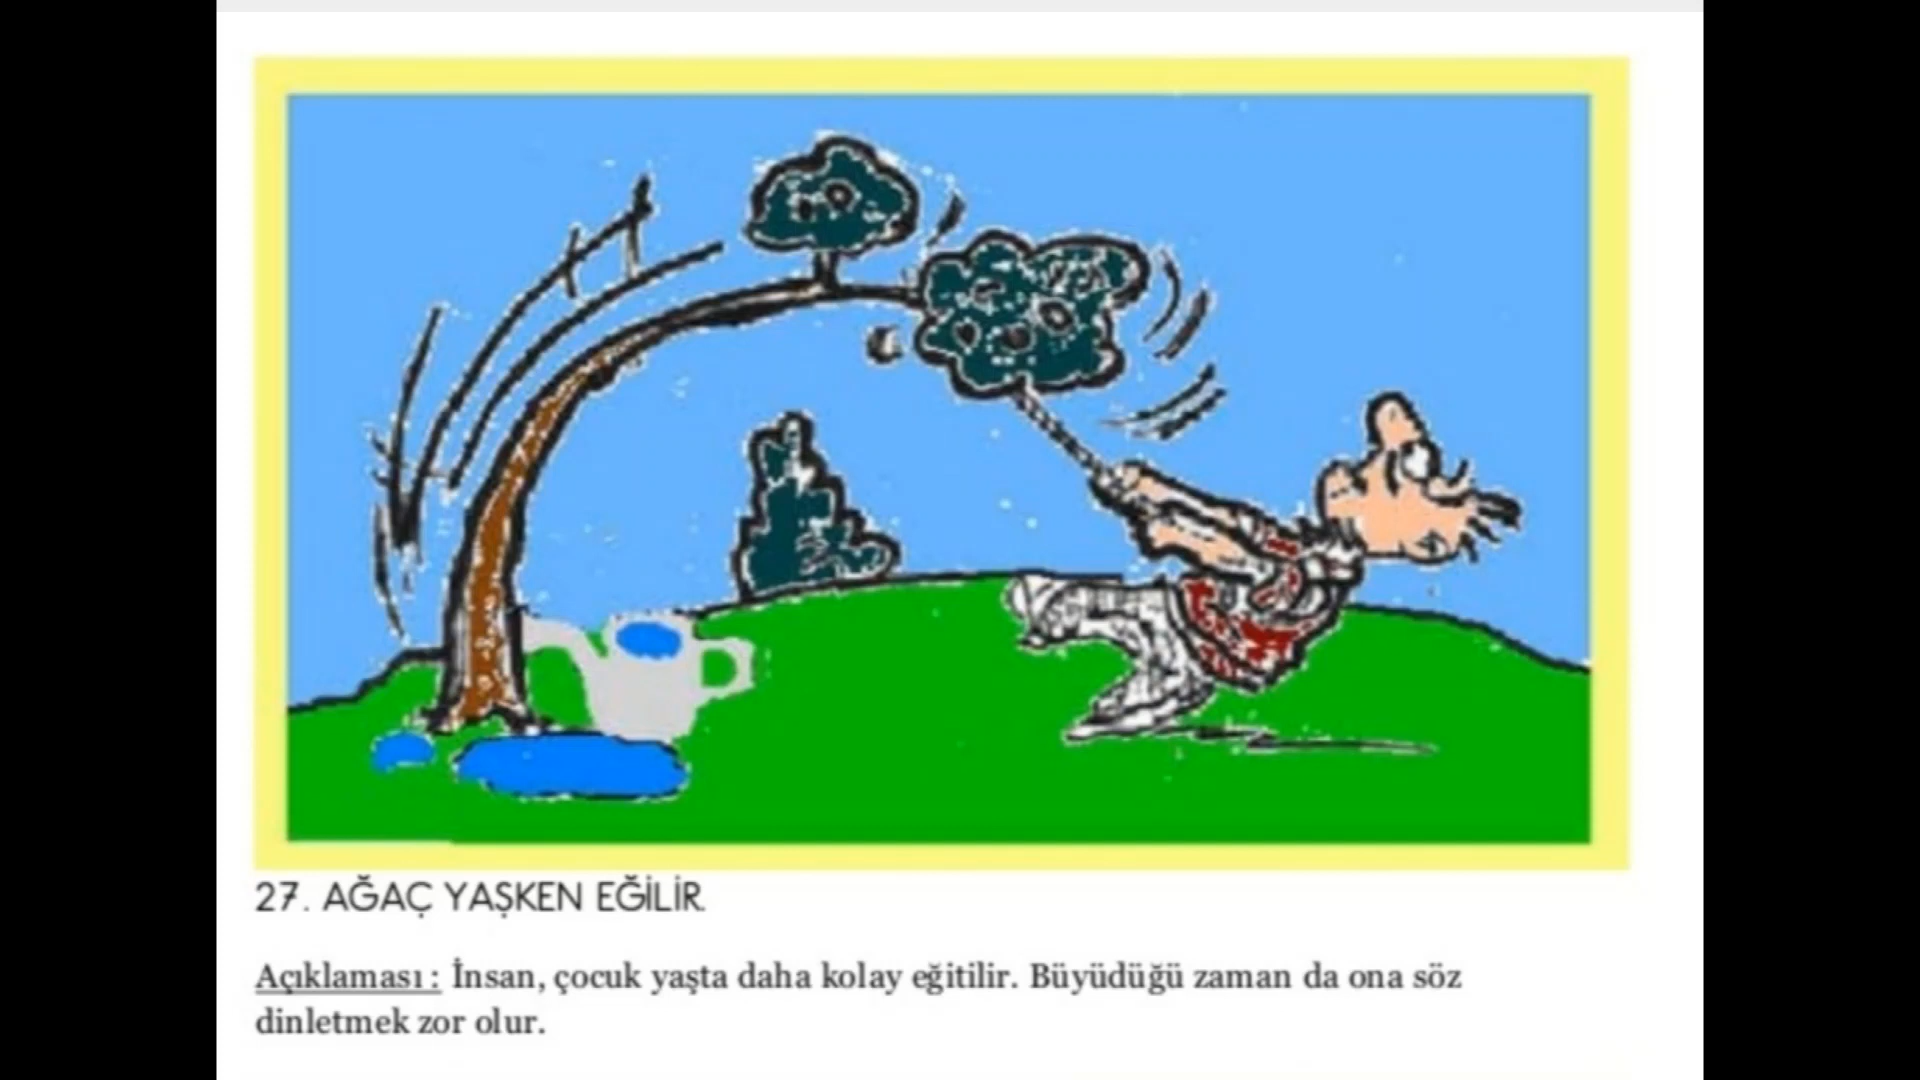 27. AĞAÇ YAŞKEN EĞİLİR.
Açıklaması : İnsan, çocuk yaşta daha kolay eğitilir. Büyüdüğü zaman da ona söz
dinletmek zor olur.